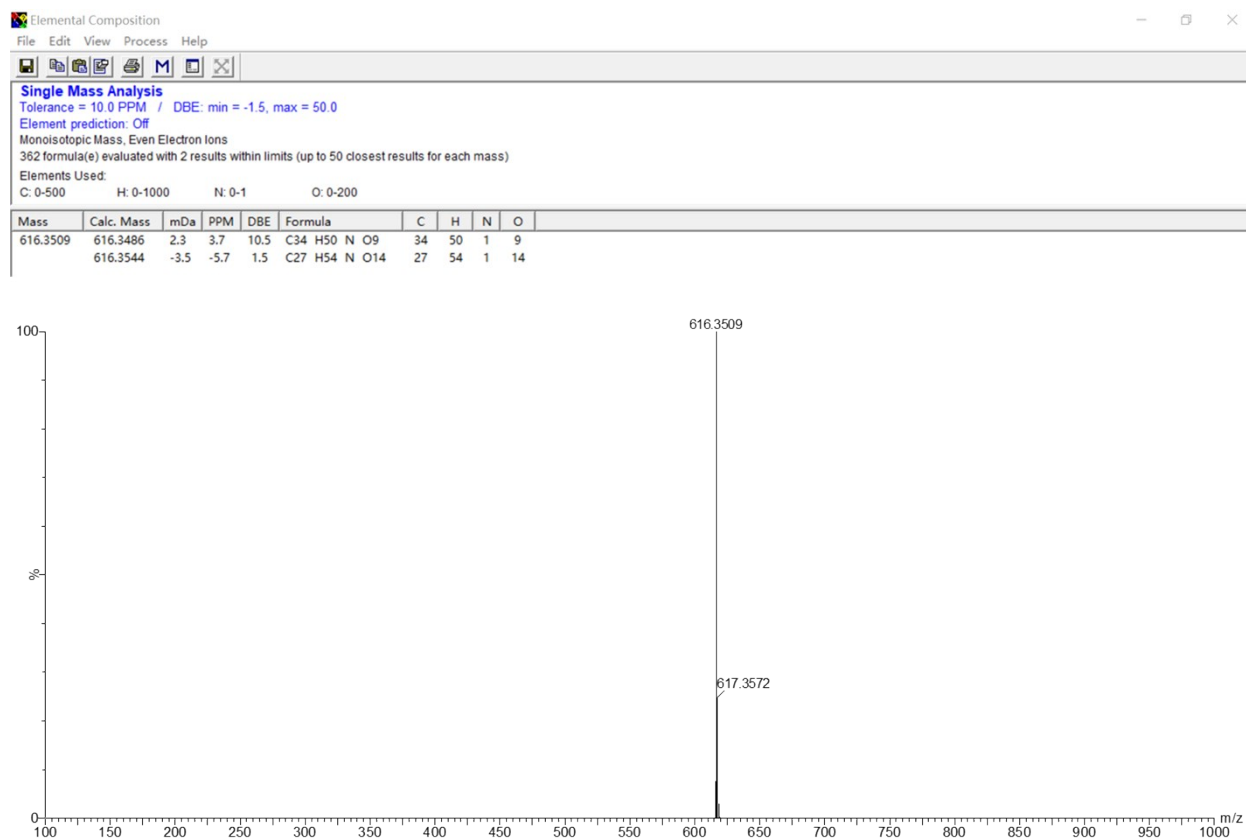 Elemental Composition
File Edit View Process Help
M
Single Mass Analysis
Tolerance = 10.0 PPM / DBE: min = -1.5, max = 50.0
Element prediction: Off
Monoisotopic Mass, Even Electron Ions
362 formula(e) evaluated with 2 results within limits (up to 50 closest results for each mass)
Elements Used:
C: 0-500 H: 0-1000 N: 0-1 O: 0-200
Mass Calc. Mass mDa PPM DBE Formula C H N O
616.3509 616.3486 2.3 3.7 10.5 C34 H50 N O9 34 50 1 9
616.3544 -3.5 -5.7 1.5 C27 H54 N O14 27 54 1 14
616.3509
100
617.3572
%
0
100 150 200 250 300 350 400 450 500 550 600 650 700 750 800 850 900 950 1000 m/z